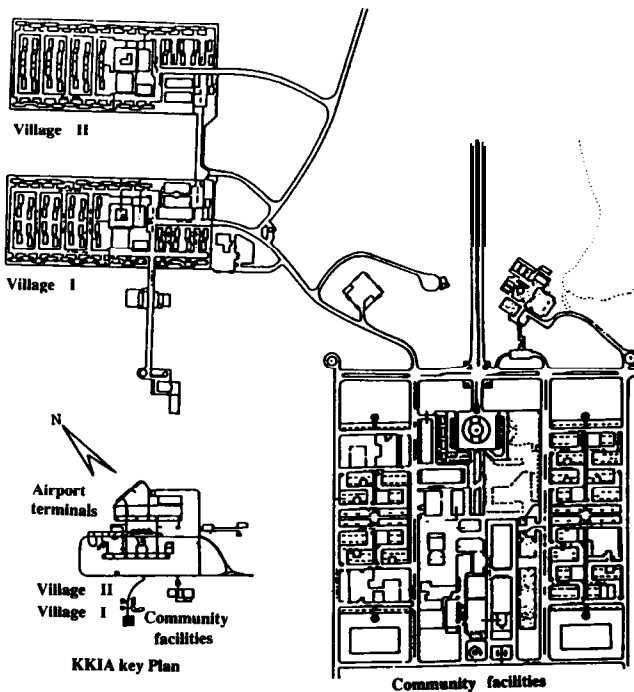 Village II
Village I
N
Airport
terminals
Village II
Village I
Community
facilities
KKIA key Plan
Community facilities